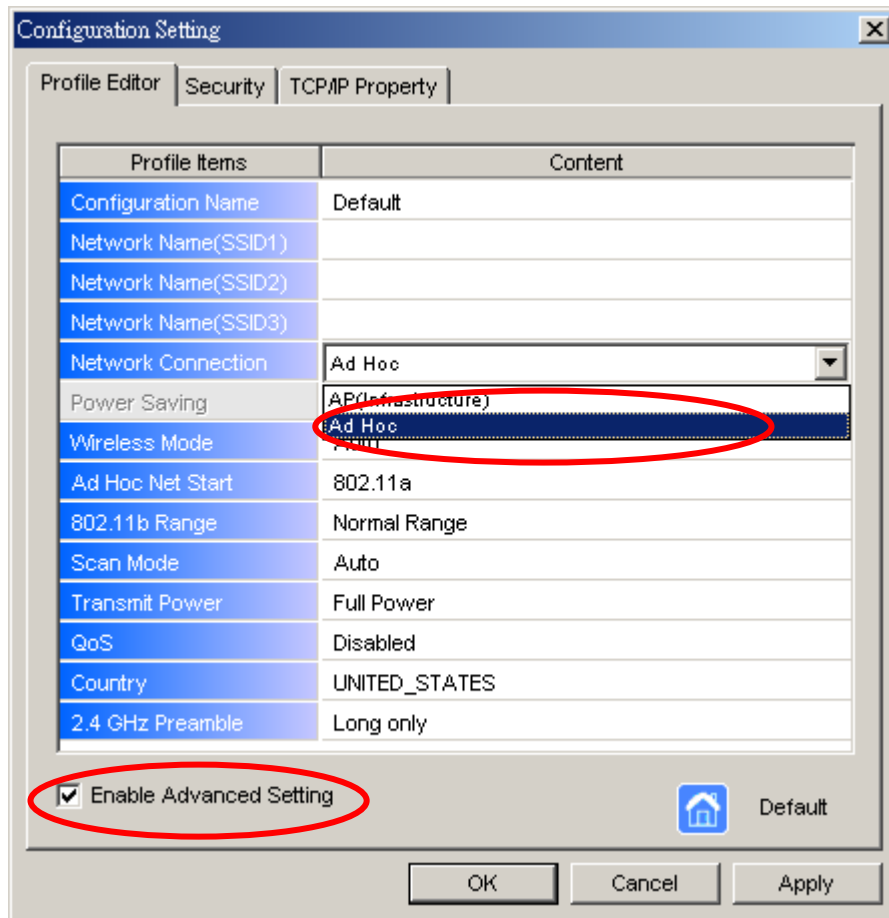 Configuration Setting
Profile Editor Security TCP/IP Property
Profile Items Content
Configuration Name Default
Network Name(SSID1)
Network Name(SSID2)
Network Name(SSID3)
Network Connection Ad Hoc
Power Saving AP(Infrastructure)
Ad Hoc
Wireless Mode Auto
Ad Hoc Net Start 802.11a
802.11b Range Normal Range
Scan Mode Auto
Transmit Power Full Power
QoS Disabled
Country UNITED_STATES
2.4 GHz Preamble Long only
Enable Advanced Setting Default
OK Cancel Apply